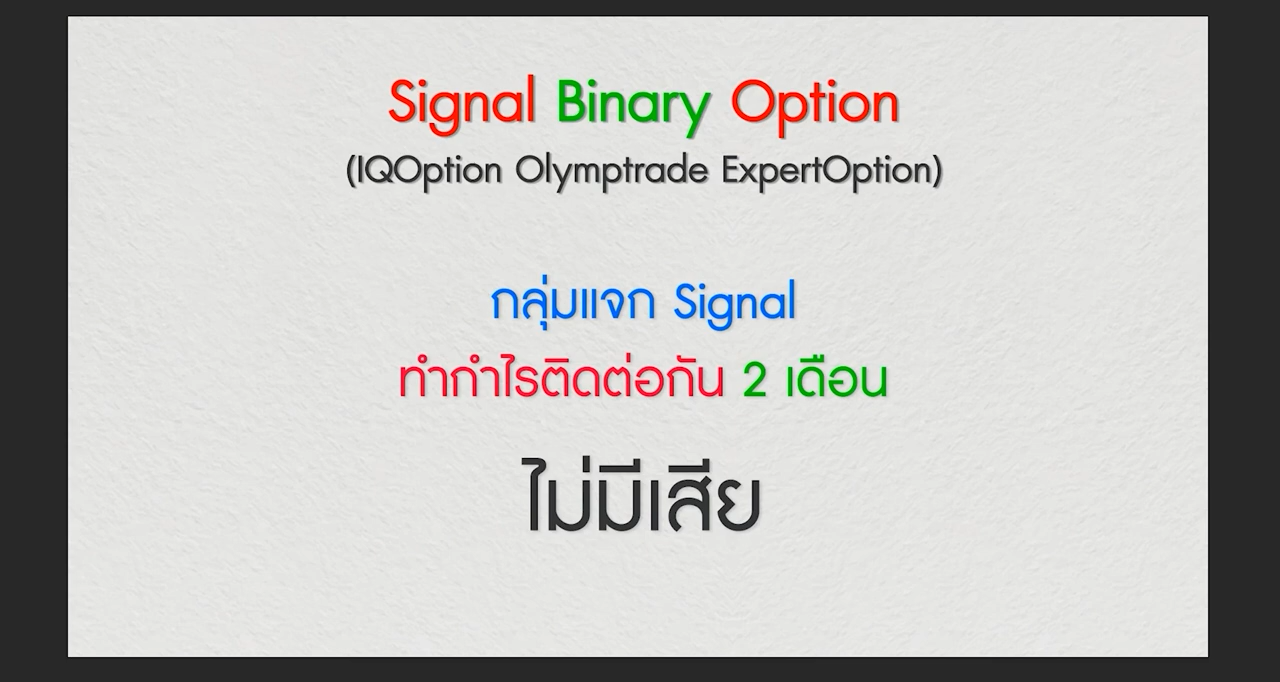 Signal Binary Option
(IQOption Olymptrade ExpertOption)
กลุ่มแจก Signal
ทำกำไรติดต่อกัน 2 เดือน
ไม่มีเสีย